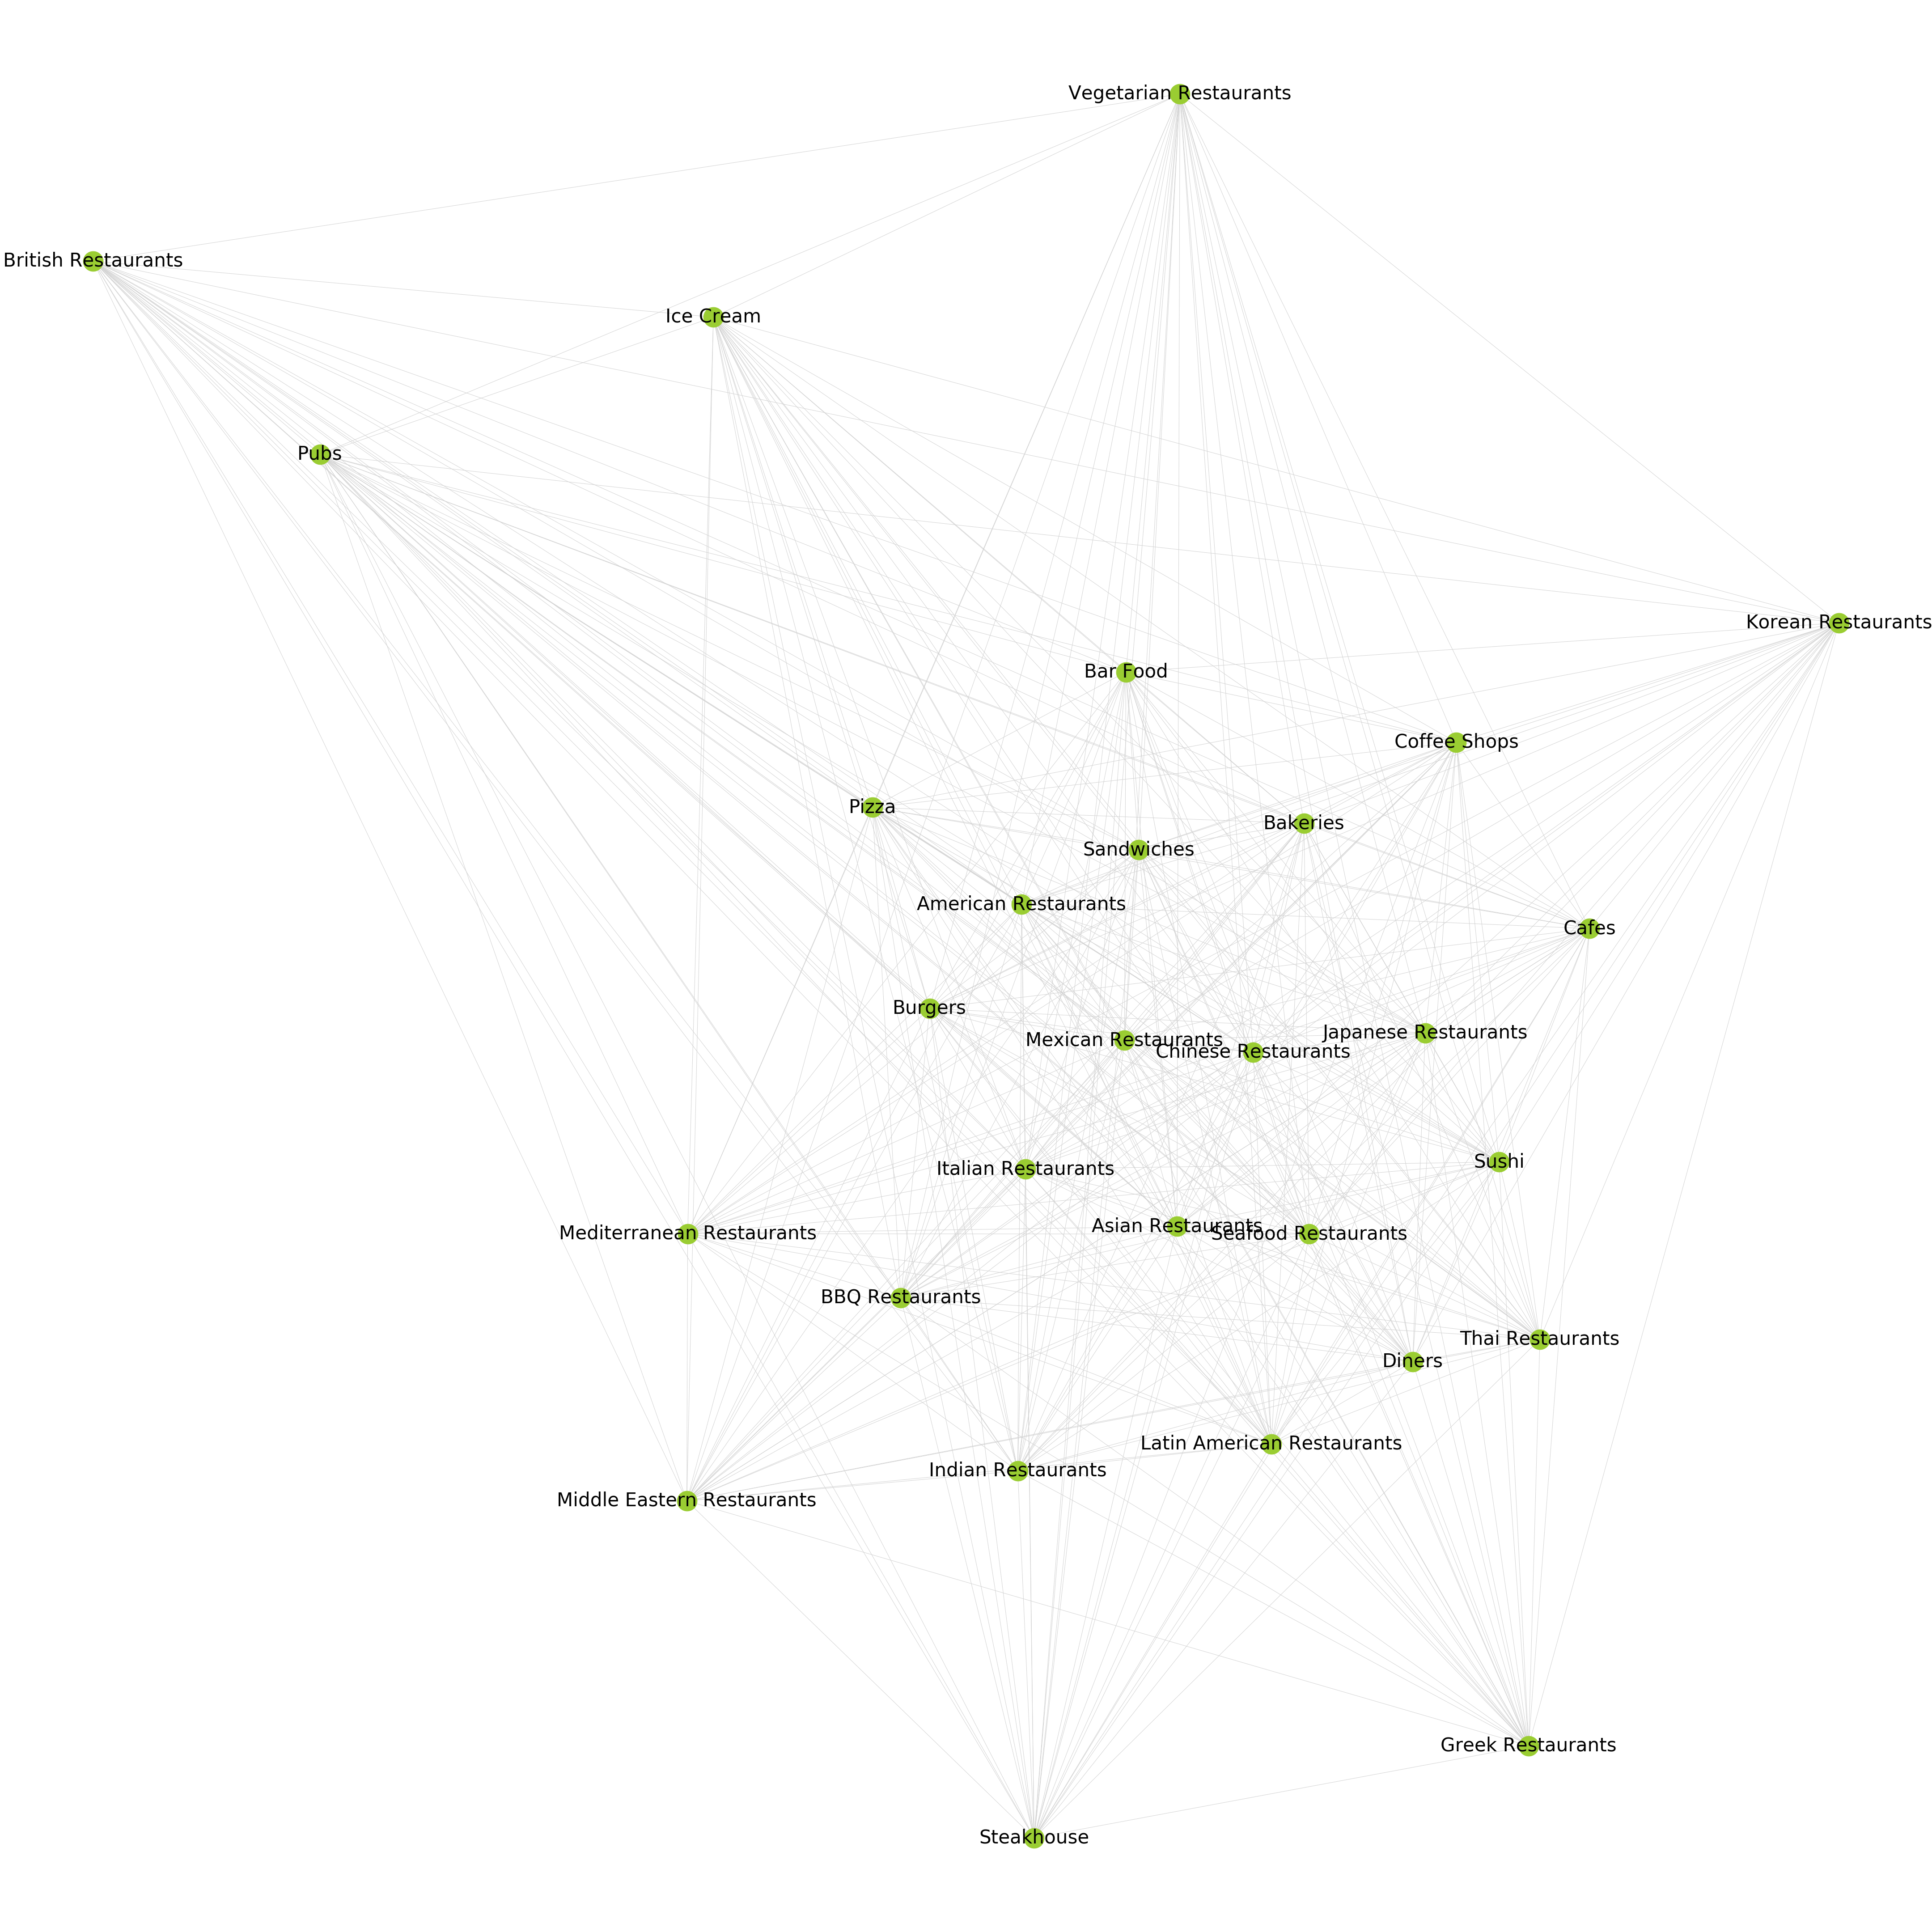 Vegetarian Restaurants
British Restaurants
Ice Cream
Pubs
Korean Restaurants
Bar Food
Coffee Shops
Pizza
Bakeries
Sandwiches
American Restaurants
Cafes
Burgers
Japanese Restaurants
Mexican Restaurants
Chinese Restaurants
Sushi
Italian Restaurants
Asian Restaurants
Seafood Restaurants
Mediterranean Restaurants
BBQ Restaurants
Thai Restaurants
Diners
Latin American Restaurants
Indian Restaurants
Middle Eastern Restaurants
Greek Restaurants
Steakhouse